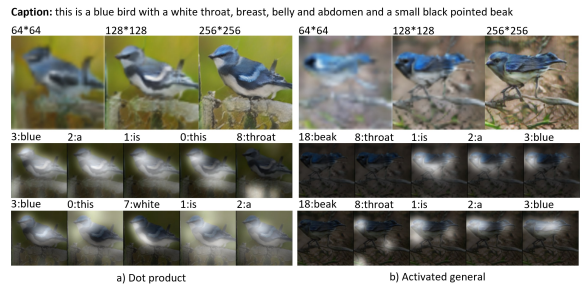 Caption: this is a blue bird with a white throat, breast, belly and abdomen and a small black pointed beak
64*64 128*128 256*256 64*64 128*128 256*256
3:blue 2:a 1:is 0:this 8:throat 18:beak 8:throat 1:is 2:a 3:blue
3:blue 0:this 7:white 1:is 2:a 18:beak 8:throat 1:is 2:a 3:blue
a) Dot product b) Activated general